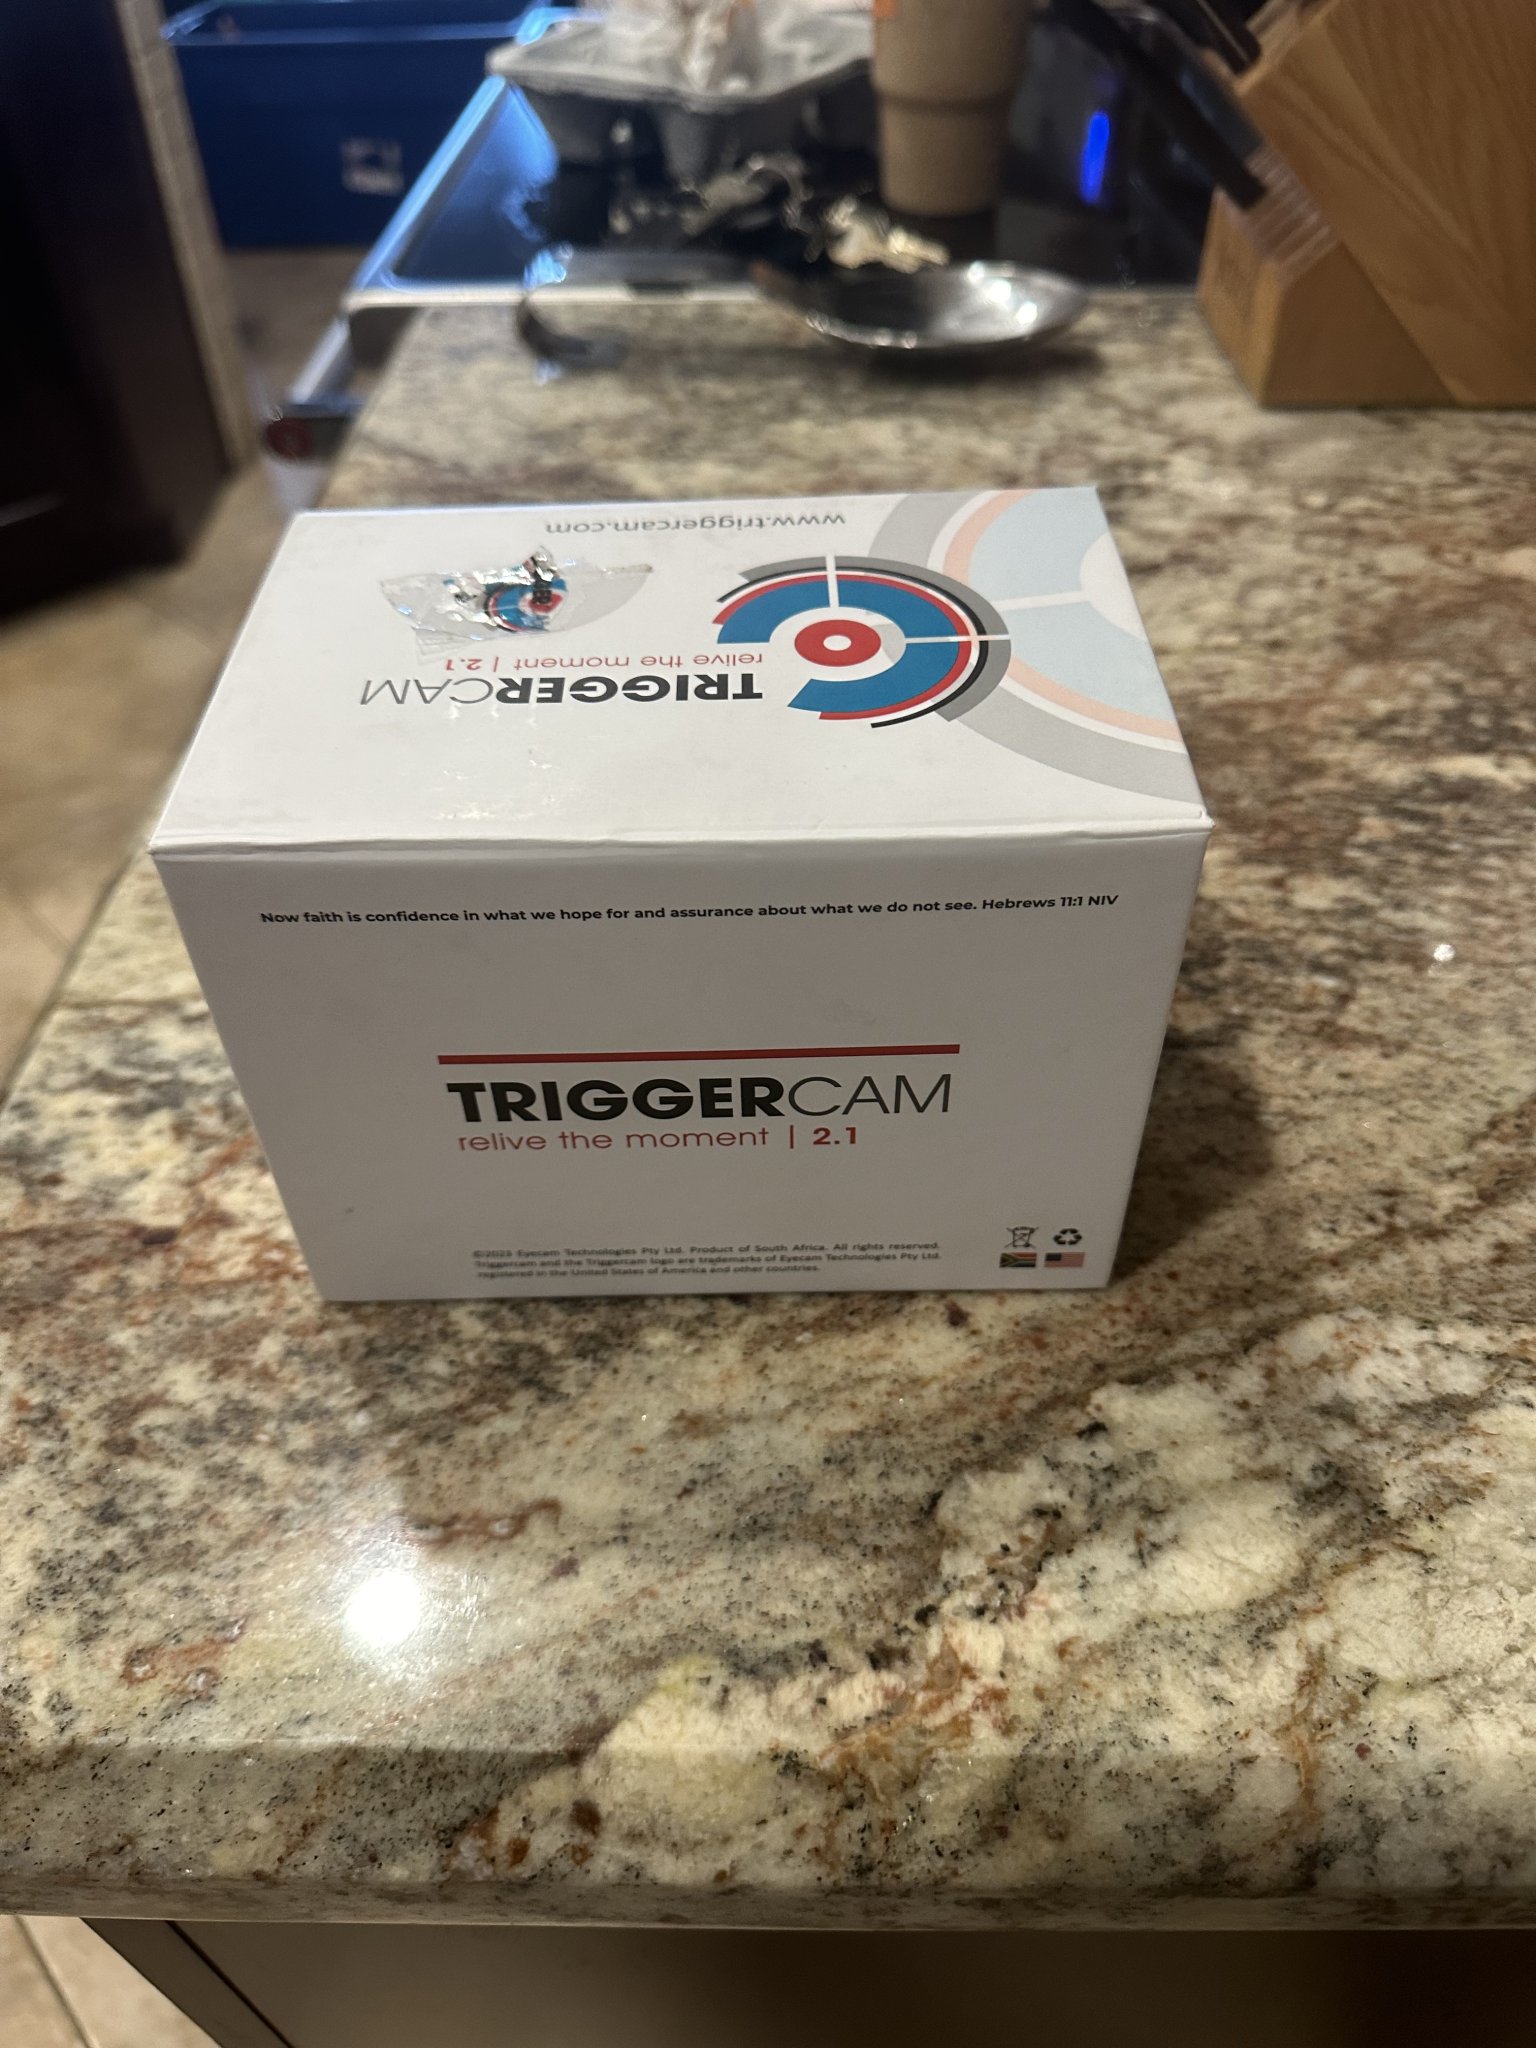 www.triggercam.com
TRIGGERCAM
relive the moment | 2.1
Now faith is confidence in what we hope for and assurance about what we do not see. Hebrews 11:1 NIV
TRIGGERCAM
relive the moment | 2.1
©2023 Eyecam Technologies Pty Ltd. Product of South Africa. All rights reserved.
Triggercam and the Triggercam logo are trademarks of Eyecam Technologies Pty Ltd.
registered in the United States of America and other countries.